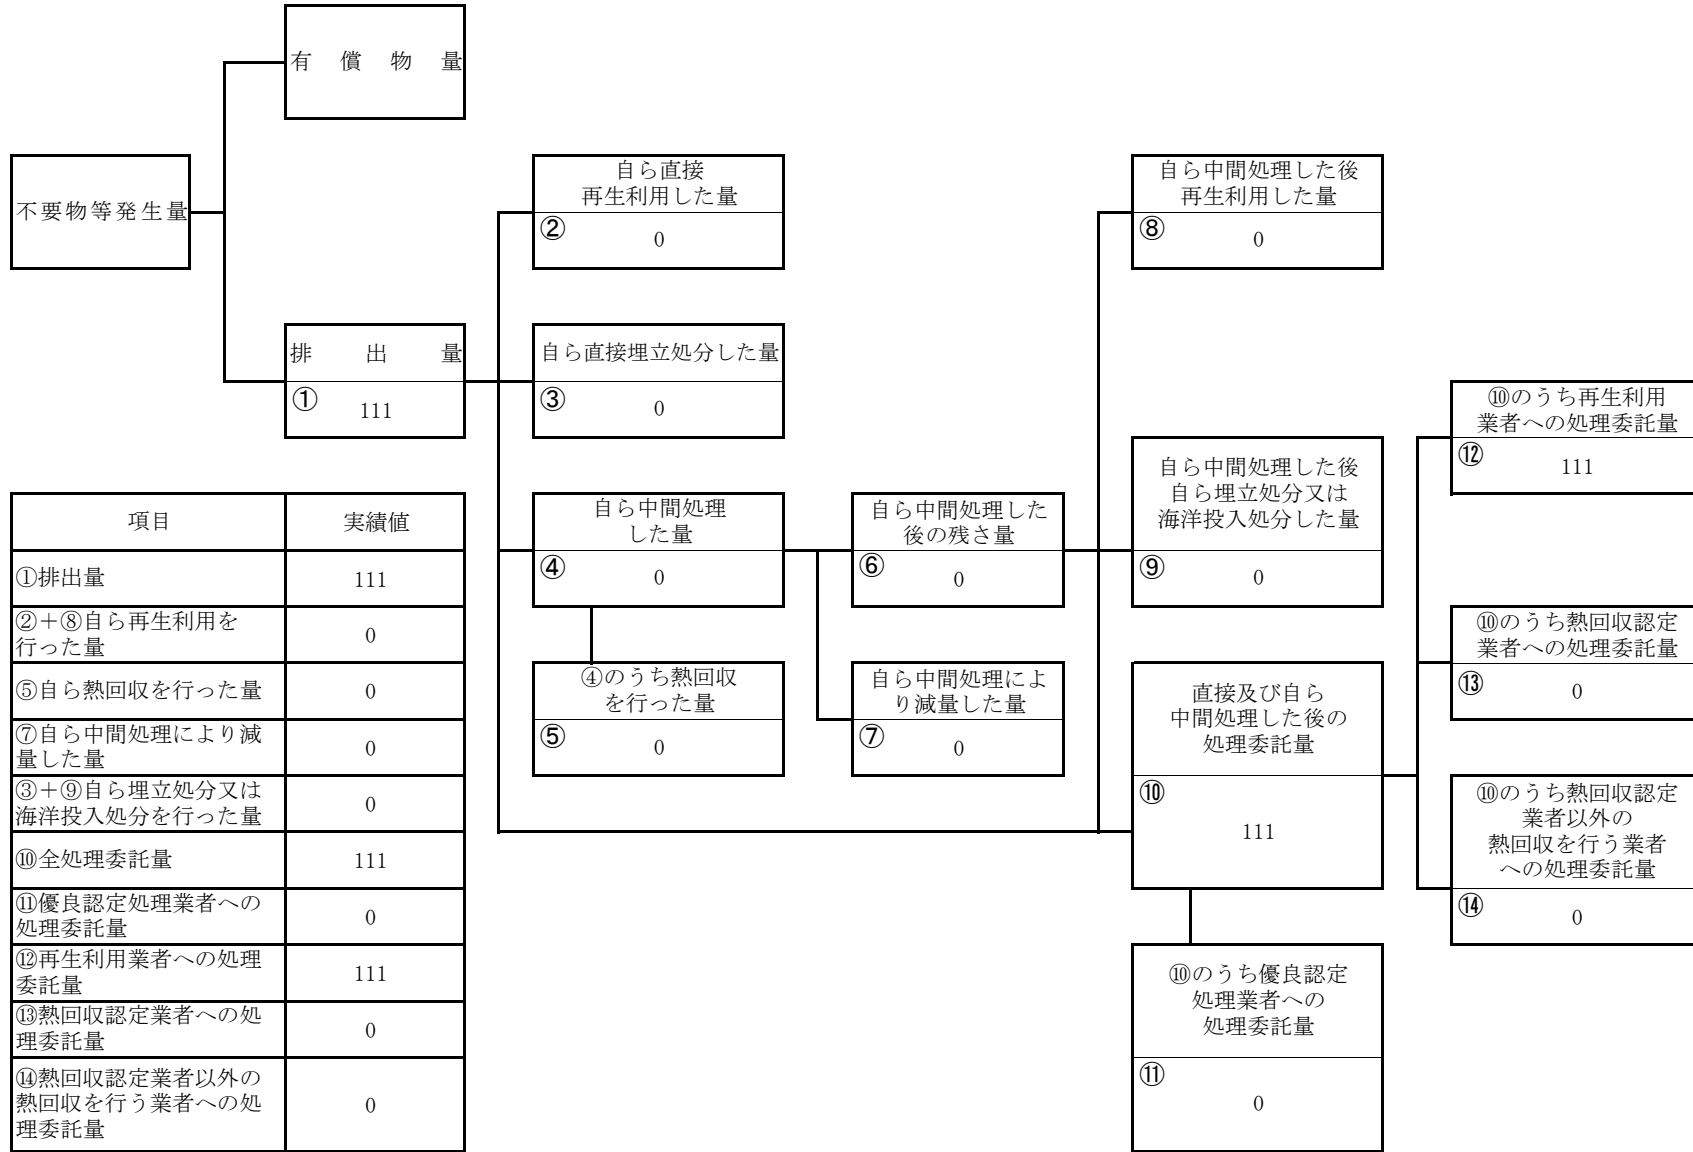 有償物量
不要物等発生量
排出量
①
111
自ら直接
再生利用した量
②
0
自ら直接埋立処分した量
③
0
自ら中間処理
した量
④
0
④のうち熱回収
を行った量
⑤
0
自ら中間処理した
後の残さ量
⑥
0
自ら中間処理によ
り減量した量
⑦
0
自ら中間処理した後
再生利用した量
⑧
0
自ら中間処理した後
自ら埋立処分又は
海洋投入処分した量
⑨
0
直接及び自ら
中間処理した後の
処理委託量
⑩
111
⑩のうち優良認定
処理業者への
処理委託量
⑪
0
⑩のうち再生利用
業者への処理委託量
⑫
111
⑩のうち熱回収認定
業者への処理委託量
⑬
0
⑩のうち熱回収認定
業者以外の
熱回収を行う業者
への処理委託量
⑭
0
項目 実績値
①排出量 111
②＋⑧自ら再生利用を
行った量
0
⑤自ら熱回収を行った量 0
⑦自ら中間処理により減
量した量
0
③＋⑨自ら埋立処分又は
海洋投入処分を行った量
0
⑩全処理委託量 111
⑪優良認定処理業者への
処理委託量
0
⑫再生利用業者への処理
委託量
111
⑬熱回収認定業者への処
理委託量
0
⑭熱回収認定業者以外の
熱回収を行う業者への処
理委託量
0